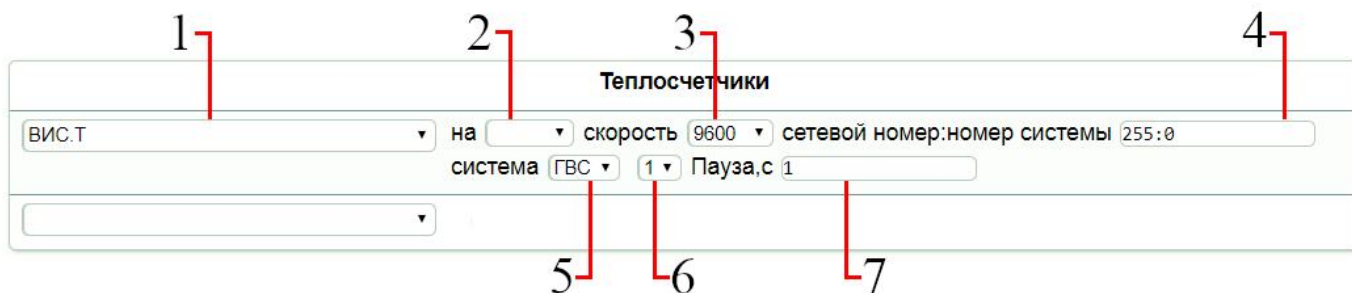 1 2 3 4
Теплосчетчики
ВИС.Т на скорость 9600 сетевой номер:номер системы 255:0
система ГВС 1 Пауза,с 1
5 6 7